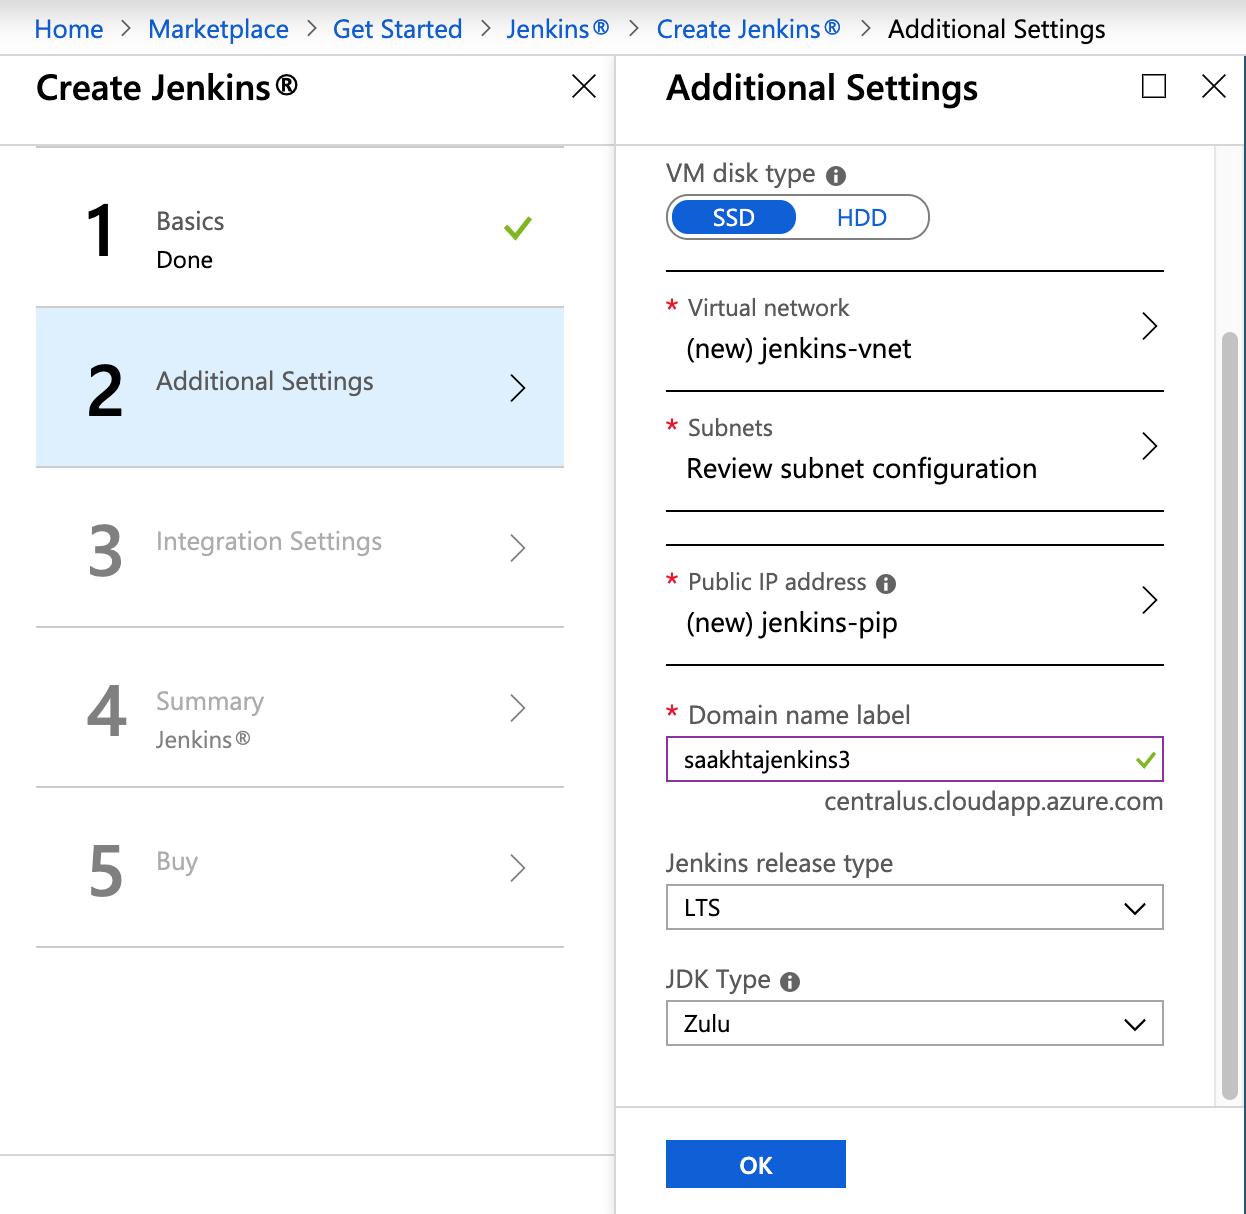 Home > Marketplace > Get Started > Jenkins® > Create Jenkins® > Additional Settings
Create Jenkins®
1
Basics
Done
2
Additional Settings
3
Integration Settings
4
Summary
Jenkins®
5
Buy
Additional Settings
VM disk type
SSD HDD
* Virtual network
(new) jenkins-vnet
* Subnets
Review subnet configuration
* Public IP address
(new) jenkins-pip
* Domain name label
saakhtajenkins3
centralus.cloudapp.azure.com
Jenkins release type
LTS
JDK Type
Zulu
OK